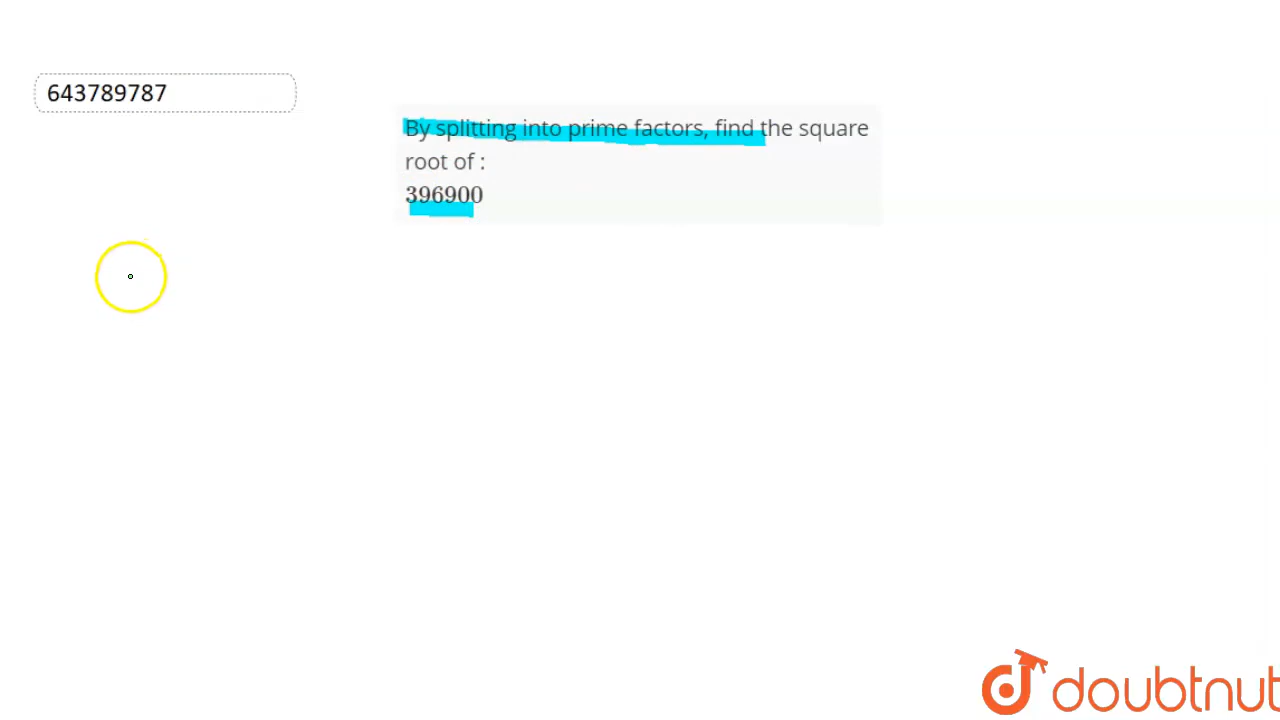 643789787
By splitting into prime factors, find the square
root of :
396900
doubtnut